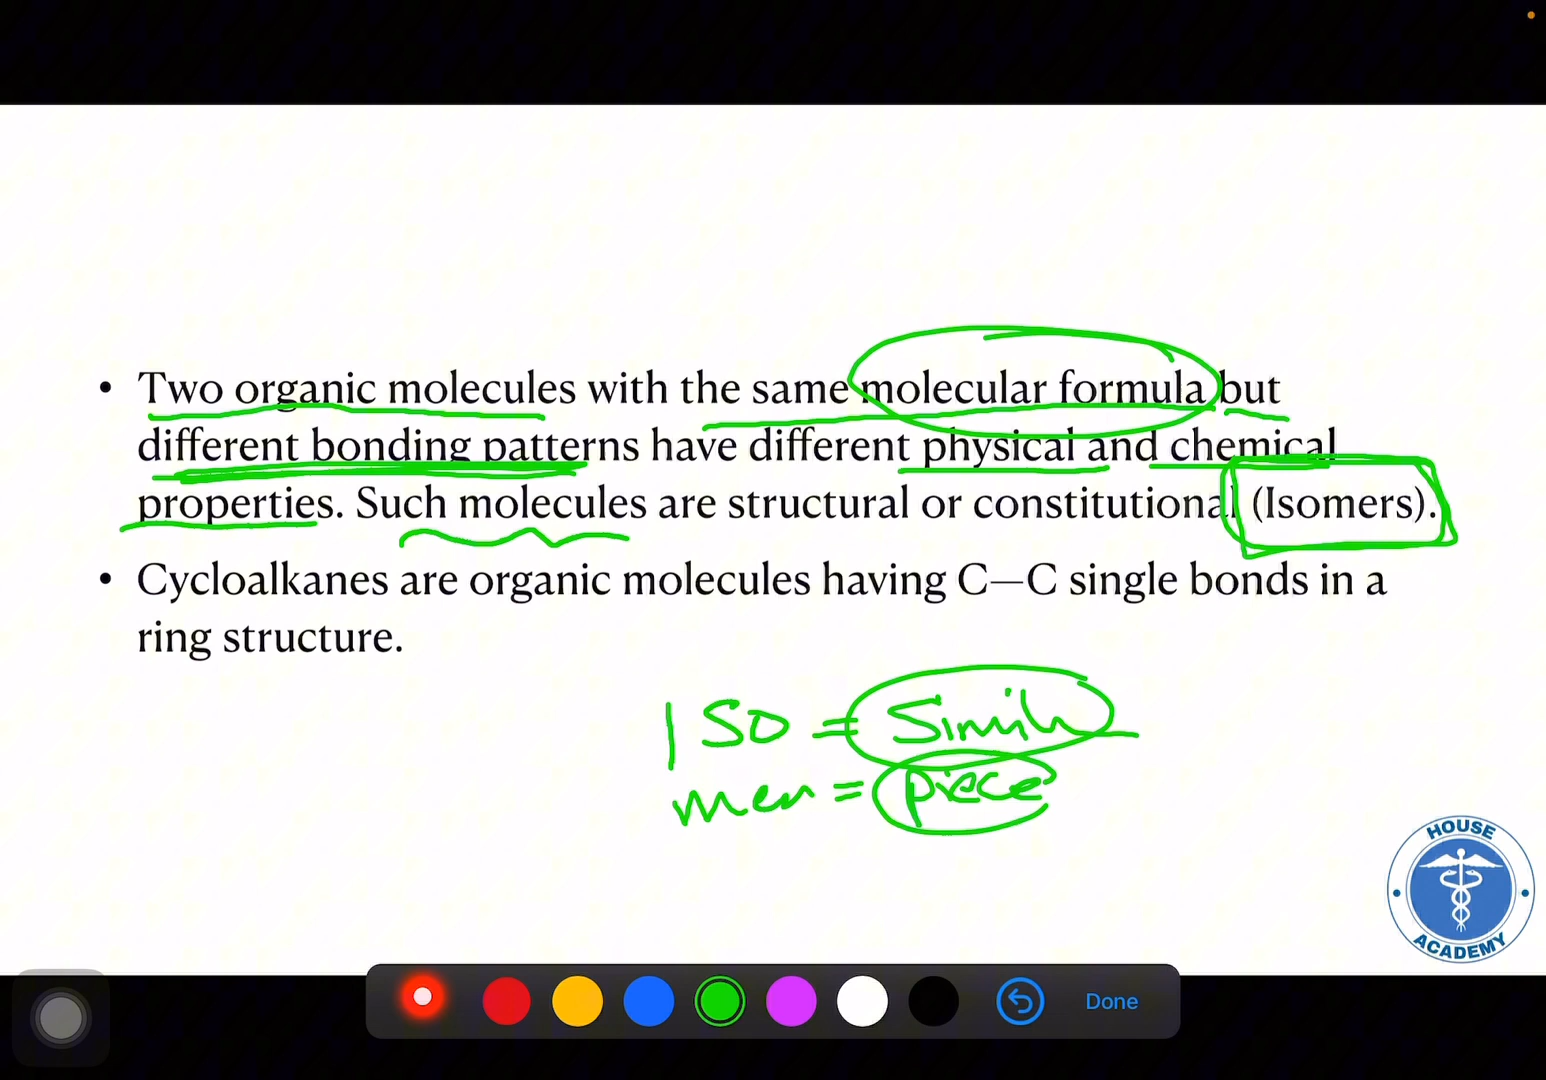 • Two organic molecules with the same molecular formula but
different bonding patterns have different physical and chemical
properties. Such molecules are structural or constitutional (Isomers).
• Cycloalkanes are organic molecules having C—C single bonds in a
ring structure.
ISO =
mer = piece
HOUSE
ACADEMY
Done